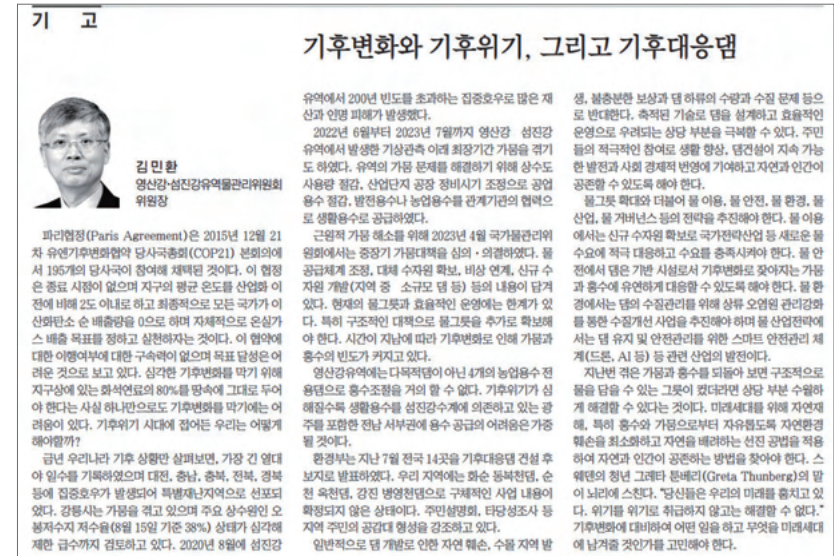 기 고
기후변화와 기후위기, 그리고 기후대응댐
김민환
영산강·섬진강유역물관리위원회
위원장
파리협정(Paris Agreement)은 2015년 12월 21
차 유엔기후변화협약 당사국총회(COP21) 본회의에
서 195개의 당사국이 참여해 채택된 것이다. 이 협정
은 종료 시점이 없으며 지구의 평균 온도를 산업화 이
전에 비해 2도 이내로 하고 최종적으로 모든 국가가 이
산화탄소 순 배출량을 0으로 하며 자체적으로 온실가
스 배출 목표를 정하고 실천하자는 것이다. 이 협약에
대한 이행여부에 대한 구속력이 없으며 목표 달성은 어
려운 것으로 보고 있다. 심각한 기후변화를 막기 위해
지구상에 있는 화석연료의 80%를 땅속에 그대로 두어
야 한다는 사실 하나만으로도 기후변화를 막기에는 어
려움이 있다. 기후위기 시대에 접어든 우리는 어떻게
해야할까?
금년 우리나라 기후 상황만 살펴보면, 가장 긴 열대
야 일수를 기록하였으며 대전, 충남, 충북, 전북, 경북
등에 집중호우가 발생되어 특별재난지역으로 선포되
었다. 강릉시는 가뭄을 겪고 있으며 주요 상수원인 오
봉저수지 저수율(8월 15일 기준 38%) 상태가 심각해
제한 급수까지 검토하고 있다. 2020년 8월에 섬진강
유역에서 200년 빈도를 초과하는 집중호우로 많은 재
산과 인명 피해가 발생했다.
2022년 6월부터 2023년 7월까지 영산강 섬진강
유역에서 발생한 기상관측 이래 최장기간 가뭄을 겪기
도 하였다. 유역의 가뭄 문제를 해결하기 위해 상수도
사용량 절감, 산업단지 공장 정비시기 조정으로 공업
용수 절감, 발전용수나 농업용수를 관계기관의 협력으
로 생활용수로 공급하였다.
근원적 가뭄 해소를 위해 2023년 4월 국가물관리위
원회에서는 중장기 가뭄대책을 심의·의결하였다. 물
공급체계 조정, 대체 수자원 확보, 비상 연계, 신규 수
자원 개발(지역 중 소규모 댐 등) 등의 내용이 담겨
있다. 현재의 물그릇과 효율적인 운영에는 한계가 있
다. 특히 구조적인 대책으로 물그릇을 추가로 확보해
야 한다. 시간이 지남에 따라 기후변화로 인해 가뭄과
홍수의 빈도가 커지고 있다.
영산강유역에는 다목적댐이 아닌 4개의 농업용수 전
용댐으로 홍수조절을 거의 할 수 없다. 기후위기가 심
해질수록 생활용수를 섬진강수계에 의존하고 있는 광
주를 포함한 전남 서부권에 용수 공급의 어려움은 가중
될 것이다.
환경부는 지난 7월 전국 14곳을 기후대응댐 건설 후
보지로 발표하였다. 우리 지역에는 화순 동복천댐, 순
천 옥천댐, 강진 병영천댐으로 구체적인 사업 내용이
확정되지 않은 상태이다. 주민설명회, 타당성조사 등
지역 주민의 공감대 형성을 강조하고 있다.
일반적으로 댐 개발로 인한 자연 훼손, 수몰 지역 발
생, 불충분한 보상과 댐 하류의 수량과 수질 문제 등으
로 반대한다. 축적된 기술로 댐을 설계하고 효율적인
운영으로 우려되는 상당 부분을 극복할 수 있다. 주민
들의 적극적인 참여로 생활 향상, 댐건설이 지속 가능
한 발전과 사회 경제적 번영에 기여하고 자연과 인간이
공존할 수 있도록 해야 한다.
물그릇 확대와 더불어 물 이용, 물 안전, 물 환경, 물
산업, 물 거버넌스 등의 전략을 추진해야 한다. 물 이용
에서는 신규 수자원 확보로 국가전략산업 등 새로운 물
수요에 적극 대응하고 수요를 충족시켜야 한다. 물 안
전에서 댐은 기반 시설로서 기후변화로 잦아지는 가뭄
과 홍수에 유연하게 대응할 수 있도록 해야 한다. 물 환
경에서는 댐의 수질관리를 위해 상류 오염원 관리강화
를 통한 수질개선 사업을 추진해야 하며 물 산업전략에
서는 댐 유지 및 안전관리를 위한 스마트 안전관리 체
계(드론, AI 등) 등 관련 산업의 발전이다.
지난번 겪은 가뭄과 홍수를 되돌아 보면 구조적으로
물을 담을 수 있는 그릇이 컸더라면 상당 부분 수월하
게 해결할 수 있다는 것이다. 미래세대를 위해 자연재
해, 특히 홍수와 가뭄으로부터 자유롭도록 자연환경
훼손을 최소화하고 자연을 배려하는 선진 공법을 적용
하여 자연과 인간이 공존하는 방법을 찾아야 한다. 스
웨덴의 청년 그레타 툰베리(Greta Thunberg)의 말
이 뇌리에 스친다. "당신들은 우리의 미래를 훔치고 있
다. 위기를 위기로 취급하지 않고는 해결할 수 없다."
기후변화에 대비하여 어떤 일을 하고 무엇을 미래세대
에 남겨줄 것인가를 고민해야 한다.